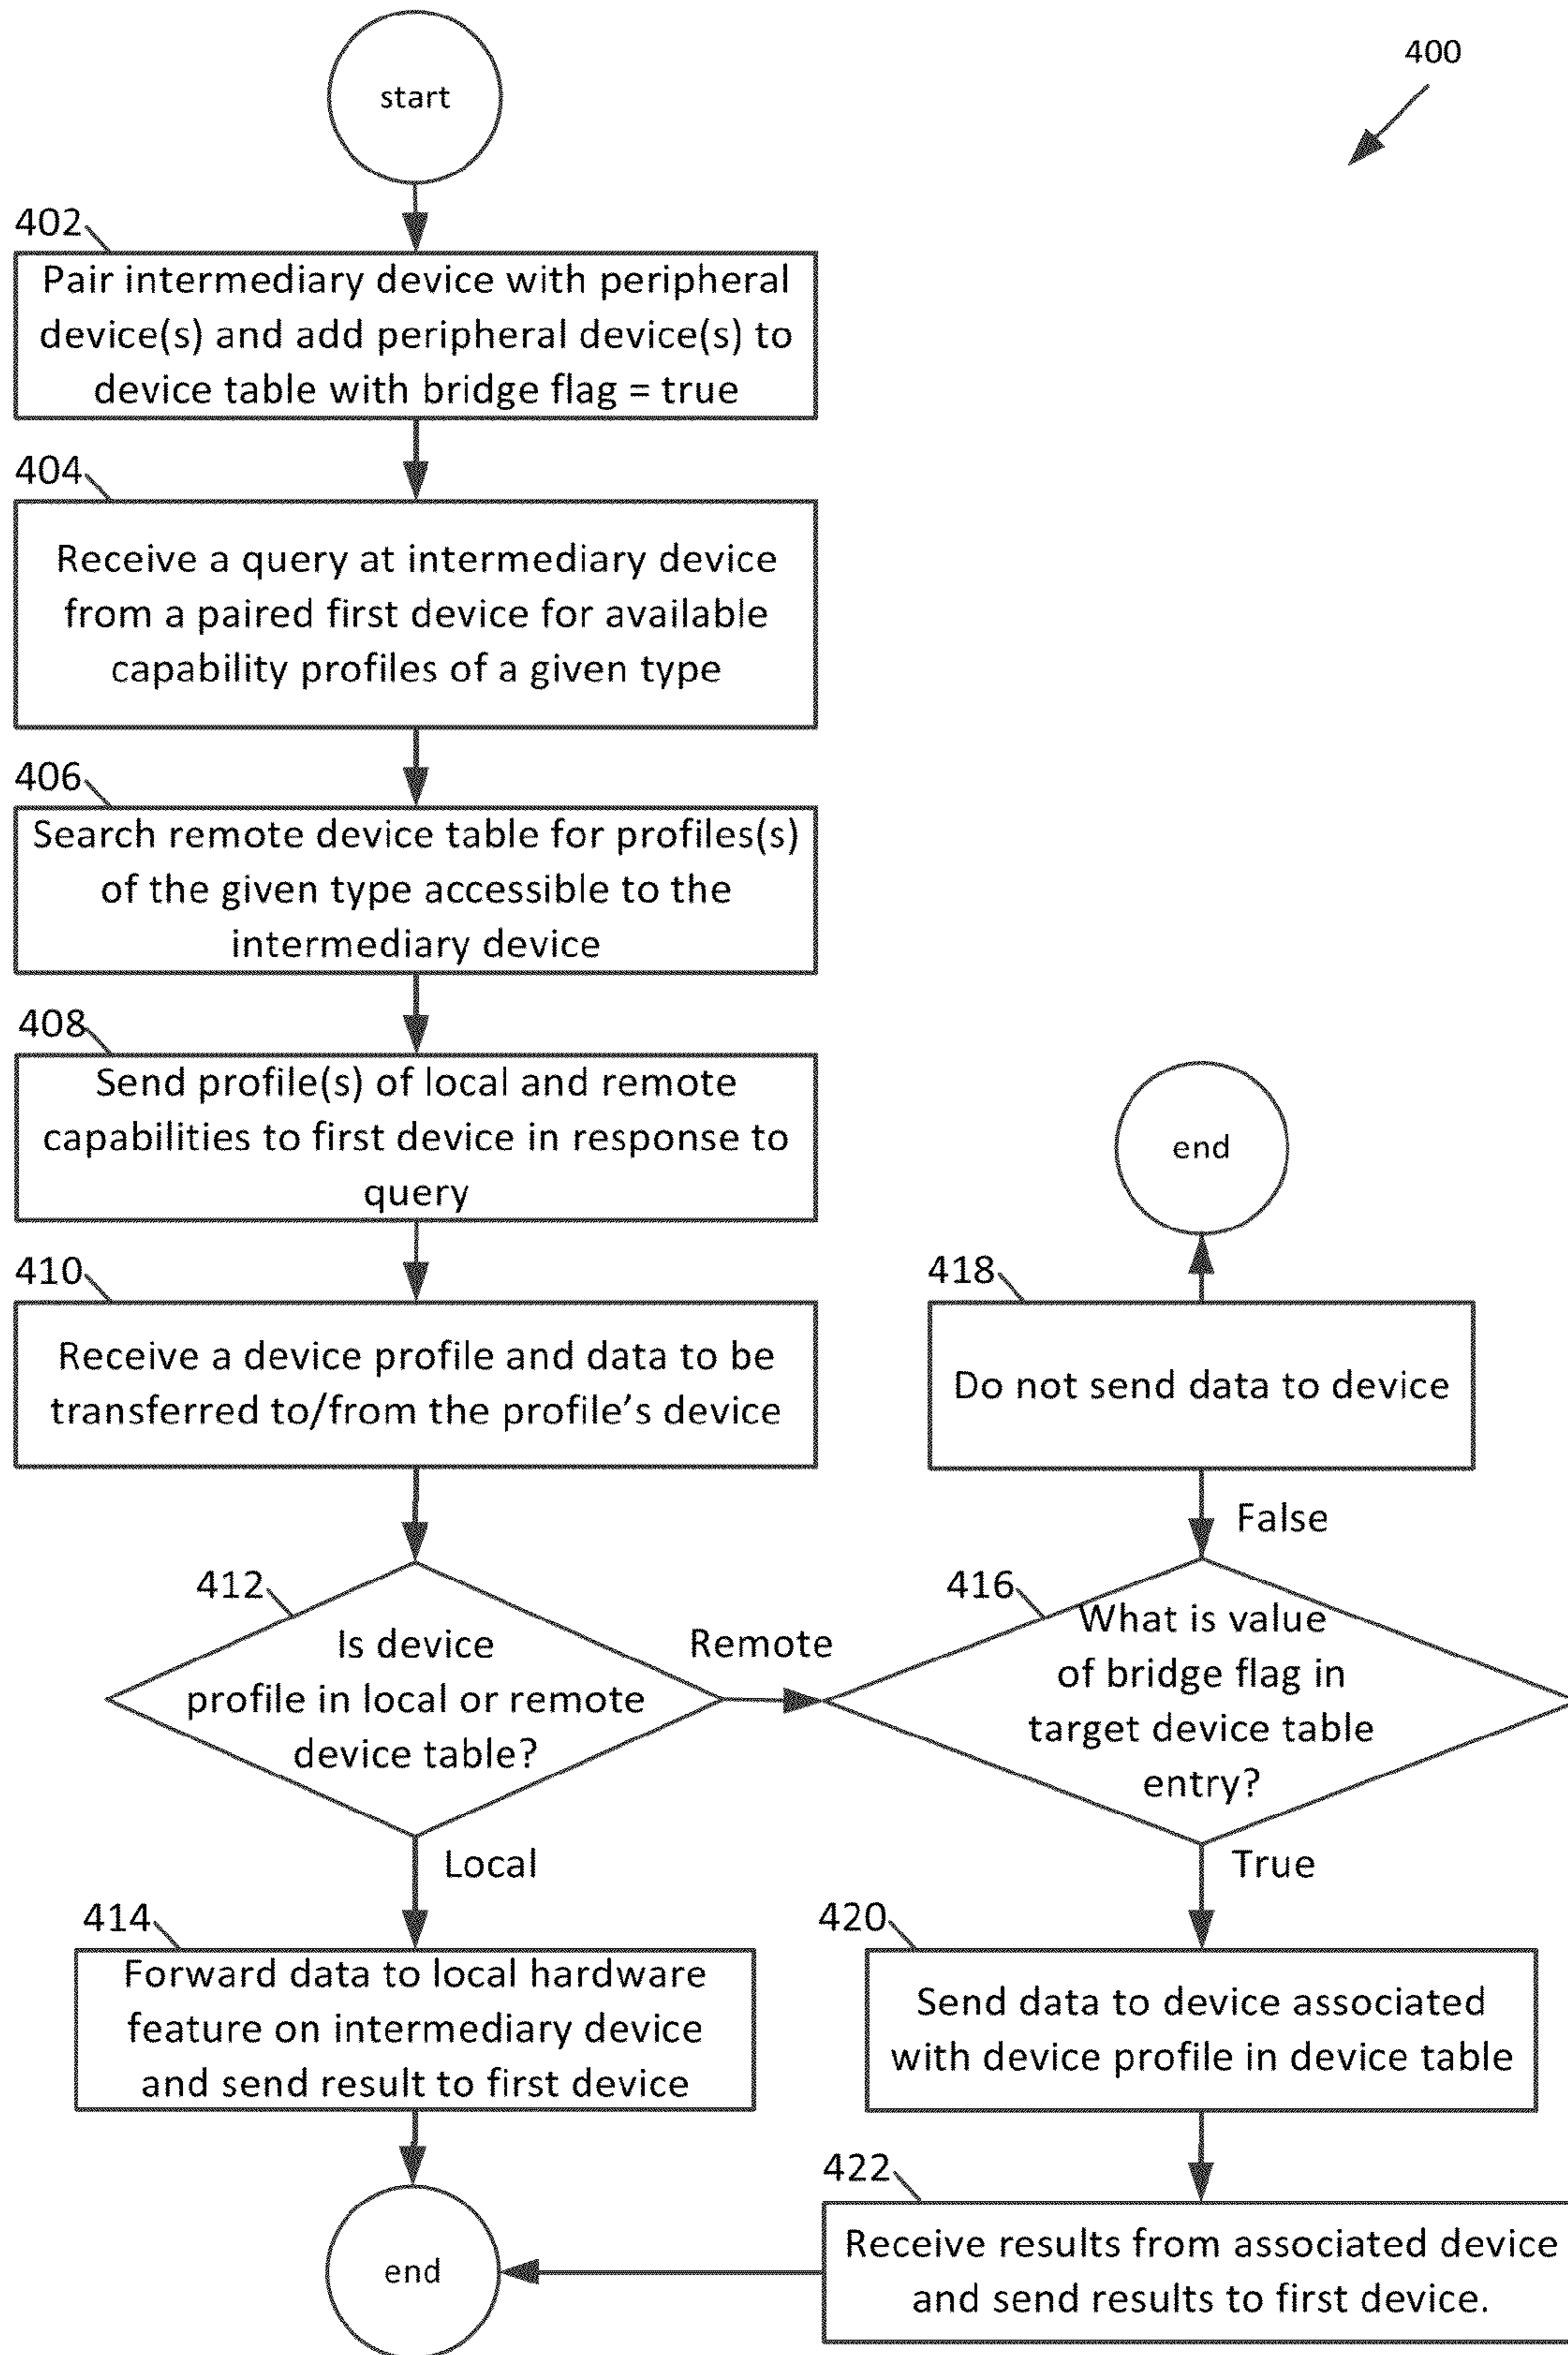 start
400
402
Pair intermediary device with peripheral
device(s) and add peripheral device(s) to
device table with bridge flag = true
404
Receive a query at intermediary device
from a paired first device for available
capability profiles of a given type
406
Search remote device table for profiles(s)
of the given type accessible to the
intermediary device
408
Send profile(s) of local and remote
capabilities to first device in response to
query
410
Receive a device profile and data to be
transferred to/from the profile's device
412
Is device
profile in local or remote
device table?
Remote
Local
414
Forward data to local hardware
feature on intermediary device
and send result to first device
end
end
418
Do not send data to device
False
416
What is value
of bridge flag in
target device table
entry?
True
420
Send data to device associated
with device profile in device table
422
Receive results from associated device
and send results to first device.